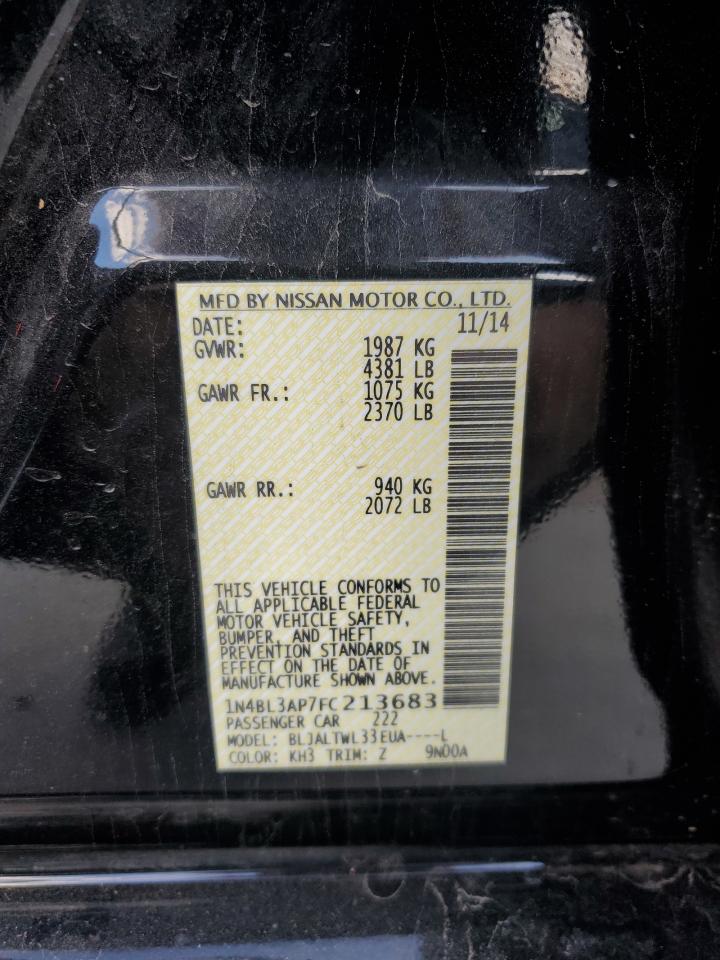 MFD BY NISSAN MOTOR CO., LTD.
DATE: 11/14
GVWR: 1987 KG
4381 LB
GAWR FR.: 1075 KG
2370 LB
GAWR RR.: 940 KG
2072 LB
THIS VEHICLE CONFORMS TO
ALL APPLICABLE FEDERAL
MOTOR VEHICLE SAFETY,
BUMPER, AND THEFT
PREVENTION STANDARDS IN
EFFECT ON THE DATE OF
MANUFACTURE SHOWN ABOVE.
1N4BL3AP7FC213683
PASSENGER CAR 222
MODEL: BLJALTWL33EUA----L
COLOR: KH3 TRIM: Z 9N00A